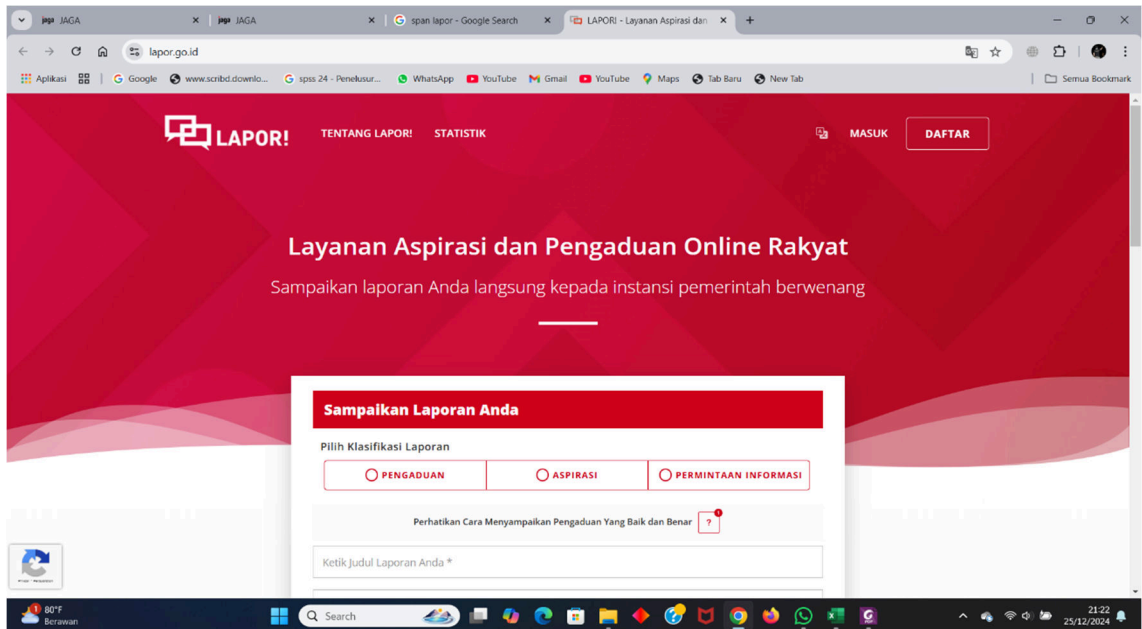 jaga JAGA
jaga JAGA
span lapor - Google Search
LAPOR! - Layanan Aspirasi dan
lapor.go.id
Aplikasi
Google
www.scribd.downlo...
spss 24 - Penelusur...
WhatsApp
YouTube
Gmail
YouTube
Maps
Tab Baru
New Tab
Semua Bookmark
LAPOR!
TENTANG LAPOR!
STATISTIK
MASUK
DAFTAR
Layanan Aspirasi dan Pengaduan Online Rakyat
Sampaikan laporan Anda langsung kepada instansi pemerintah berwenang
Sampaikan Laporan Anda
Pilih Klasifikasi Laporan
PENGADUAN
ASPIRASI
PERMINTAAN INFORMASI
Perhatikan Cara Menyampaikan Pengaduan Yang Baik dan Benar ?
Ketik Judul Laporan Anda *
1
80°F
Berawan
Search
21:22
25/12/2024